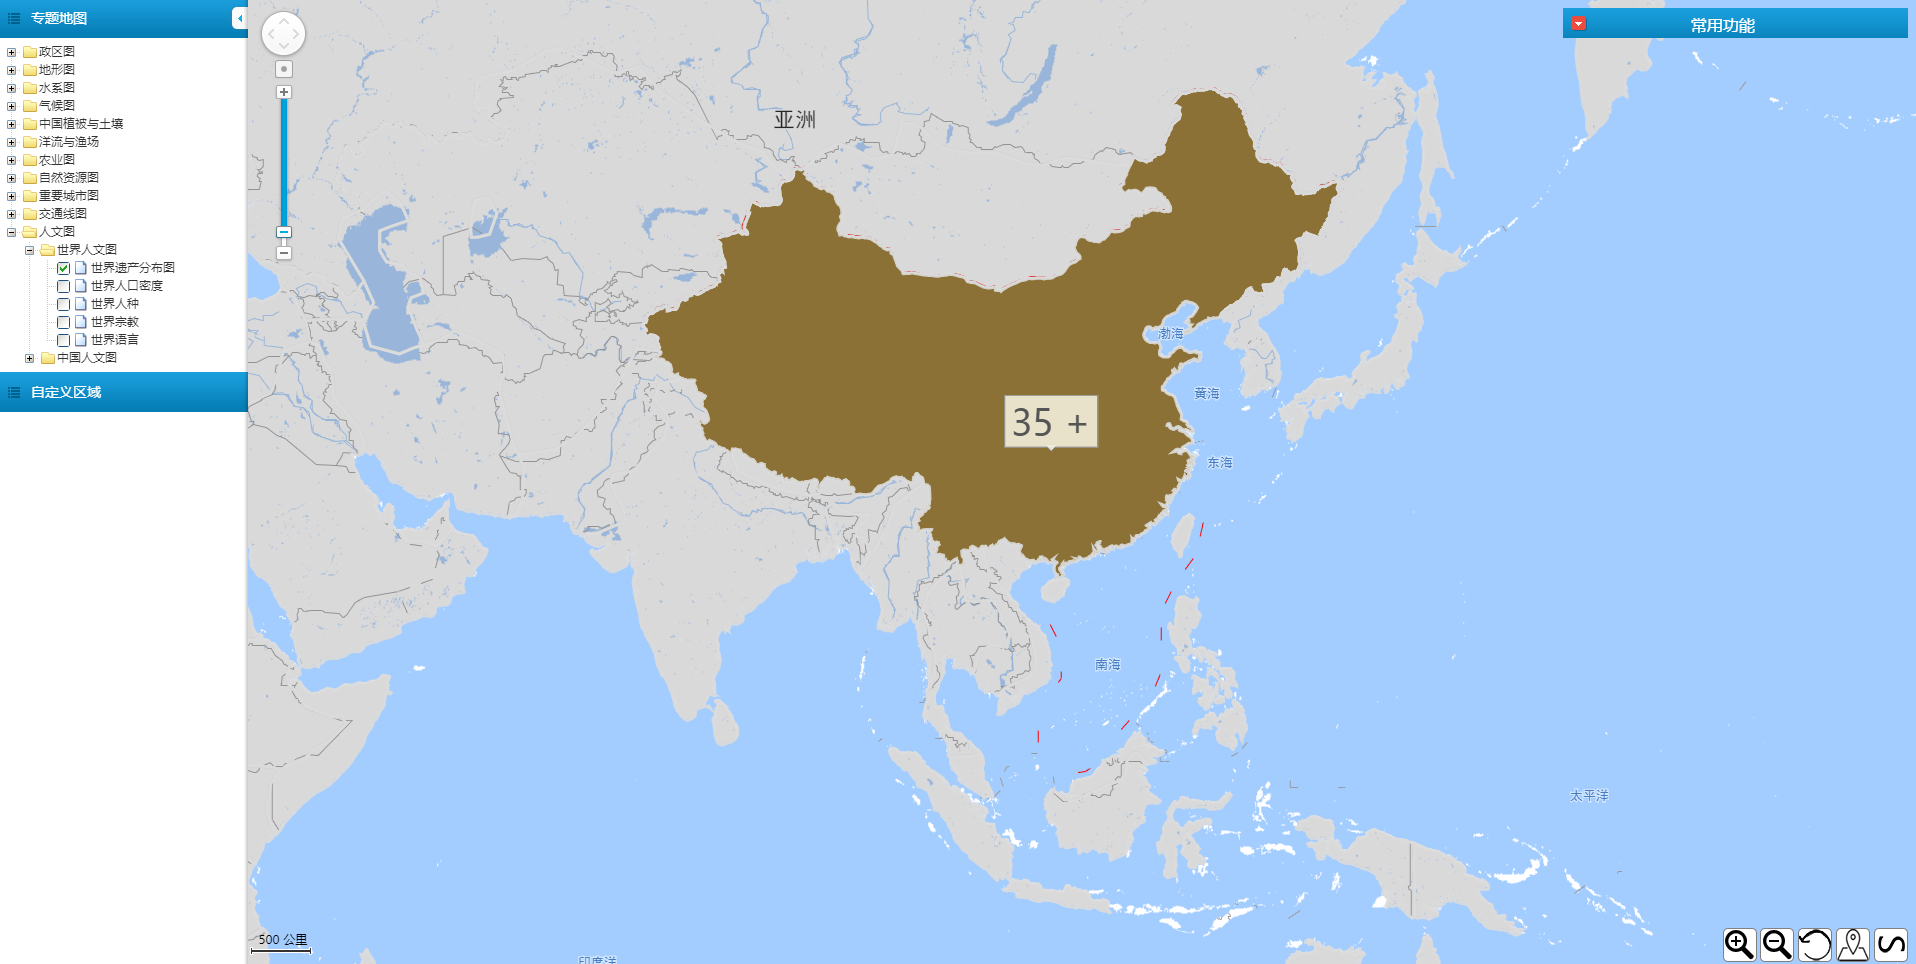 专题地图
政区图
地形图
水系图
气候图
中国植被与土壤
洋流与渔场
农业图
自然资源图
重要城市图
交通线图
人文图
世界人文图
世界遗产分布图
世界人口密度
世界人种
世界宗教
世界语言
中国人文图
自定义区域
常用功能
亚洲
渤海
黄海
35 +
东海
南海
太平洋
500 公里
印度洋